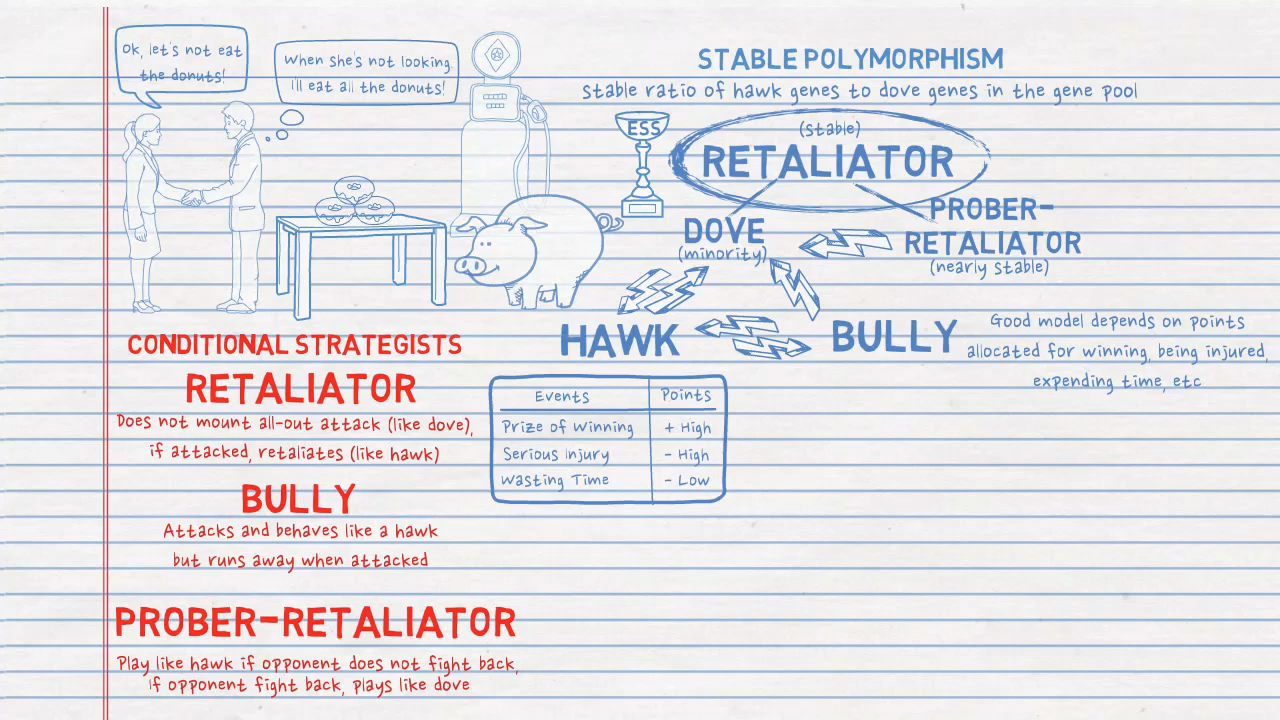 Ok, let's not eat
the donuts!
When she's not looking
I'll eat all the donuts!
STABLE POLYMORPHISM
stable ratio of hawk genes to dove genes in the gene pool
ESS
(stable)
RETALIATOR
DOVE
(minority)
PROBER-
RETALIATOR
(nearly stable)
HAWK
BULLY
Good model depends on points
allocated for winning, being injured,
expending time, etc
CONDITIONAL STRATEGISTS
RETALIATOR
Does not mount all-out attack (like dove),
if attacked, retaliates (like hawk)
BULLY
Attacks and behaves like a hawk
but runs away when attacked
PROBER-RETALIATOR
Play like hawk if opponent does not fight back,
If opponent fight back, plays like dove
Events Points
Prize of Winning + High
Serious Injury - High
Wasting Time - Low